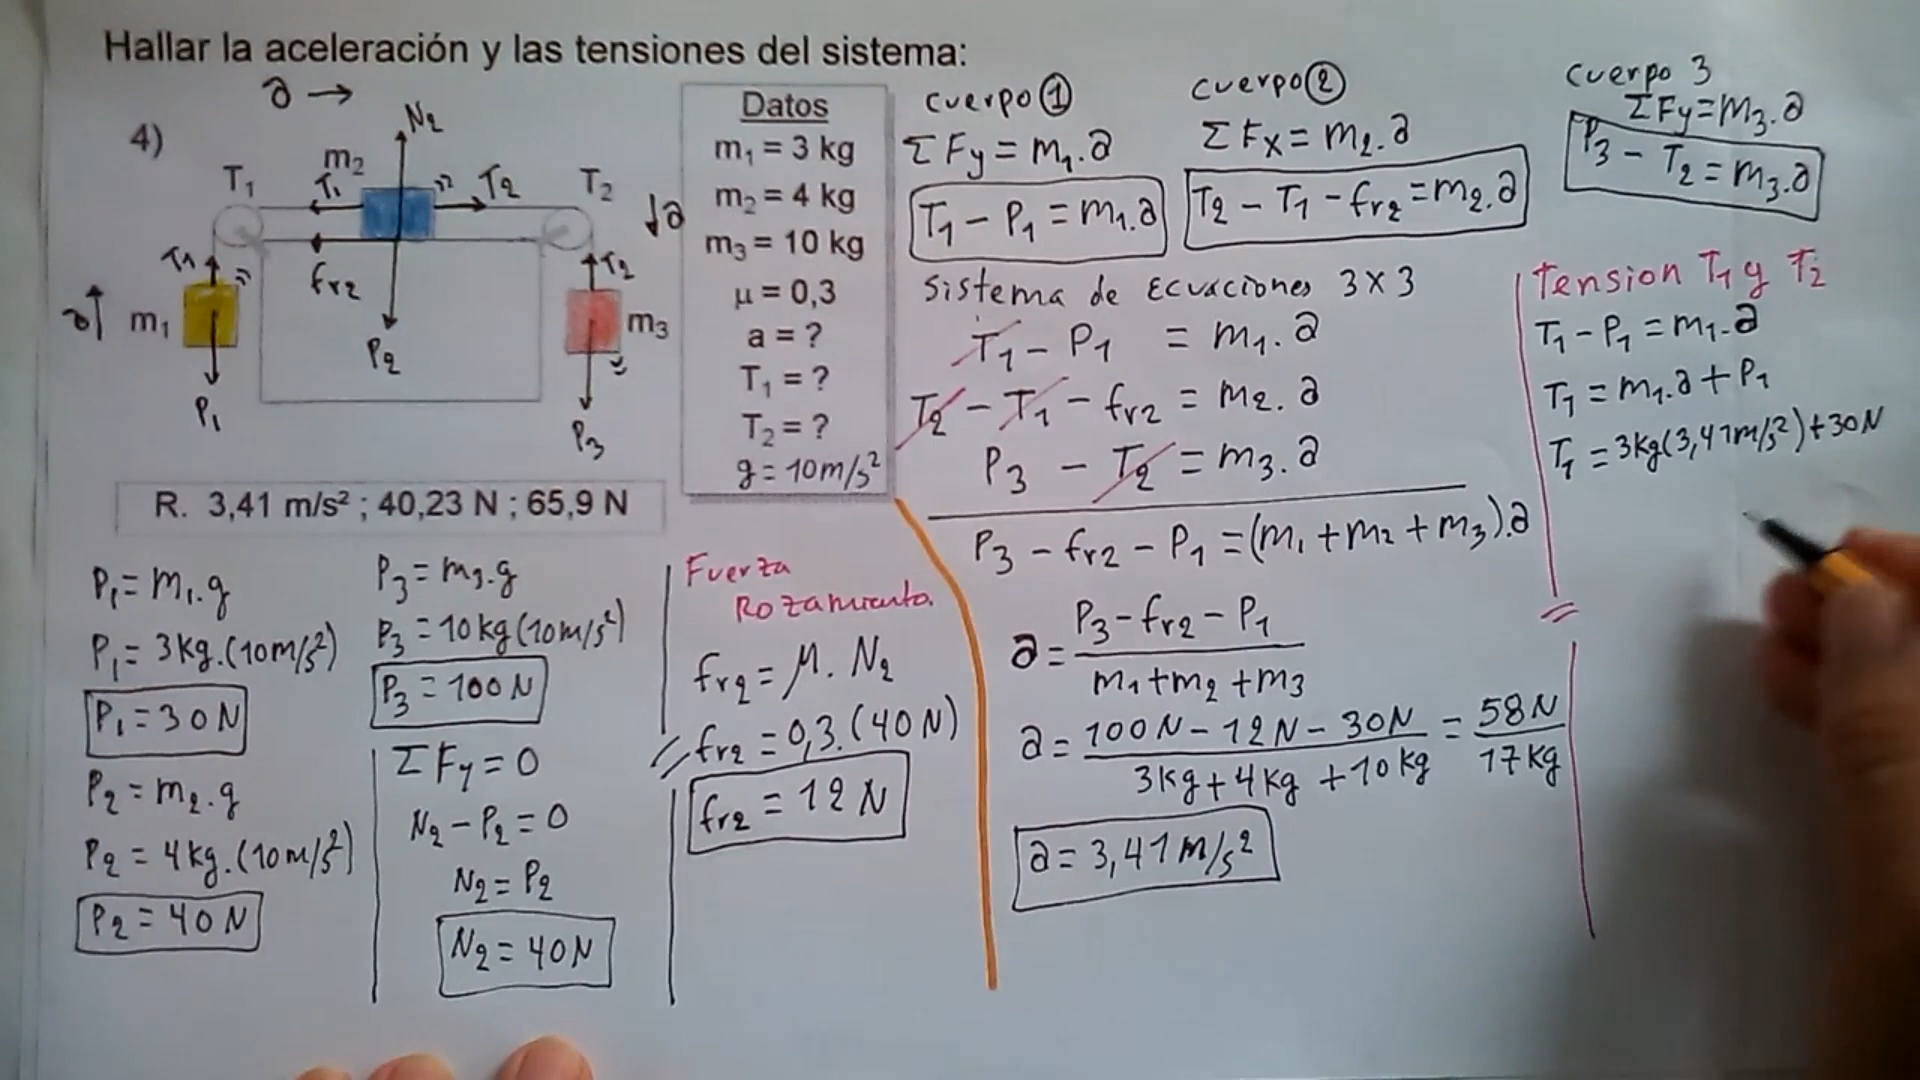 Hallar la aceleración y las tensiones del sistema:
a →
4)
N₂
m₂
T₁
T₁
T₂
T₂
↓a
T₁
T₂
fr₂
a↑
m₁
m₃
P₂
P₁
P₃
Datos
m₁ = 3 kg
m₂ = 4 kg
m₃ = 10 kg
μ = 0,3
a = ?
T₁ = ?
T₂ = ?
g = 10m/s²
R. 3,41 m/s² ; 40,23 N ; 65,9 N
P₁ = m₁.g
P₁ = 3kg.(10m/s²)
P₁ = 30N
P₂ = m₂.g
P₂ = 4kg.(10m/s²)
P₂ = 40N
P₃ = m₃.g
P₃ = 10kg(10m/s²)
P₃ = 100N
ΣFy = 0
N₂ - P₂ = 0
N₂ = P₂
N₂ = 40N
Fuerza
Rozamiento.
fr₂ = μ. N₂
fr₂ = 0,3.(40N)
fr₂ = 12N
cuerpo ①
ΣFy = m₁.a
T₁ - P₁ = m₁.a
cuerpo ②
ΣFx = m₂.a
T₂ - T₁ - fr₂ = m₂.a
cuerpo 3
ΣFy = m₃.a
P₃ - T₂ = m₃.a
Sistema de Ecuaciones 3x3
T₁ - P₁ = m₁.a
T₂ - T₁ - fr₂ = m₂.a
P₃ - T₂ = m₃.a
P₃ - fr₂ - P₁ = (m₁ + m₂ + m₃).a
a = P₃ - fr₂ - P₁
m₁ + m₂ + m₃
a = 100N - 12N - 30N = 58N
3kg + 4kg + 10kg 17kg
a = 3,41m/s²
Tension T₁ y T₂
T₁ - P₁ = m₁.a
T₁ = m₁.a + P₁
T₁ = 3kg(3,41m/s²) + 30N